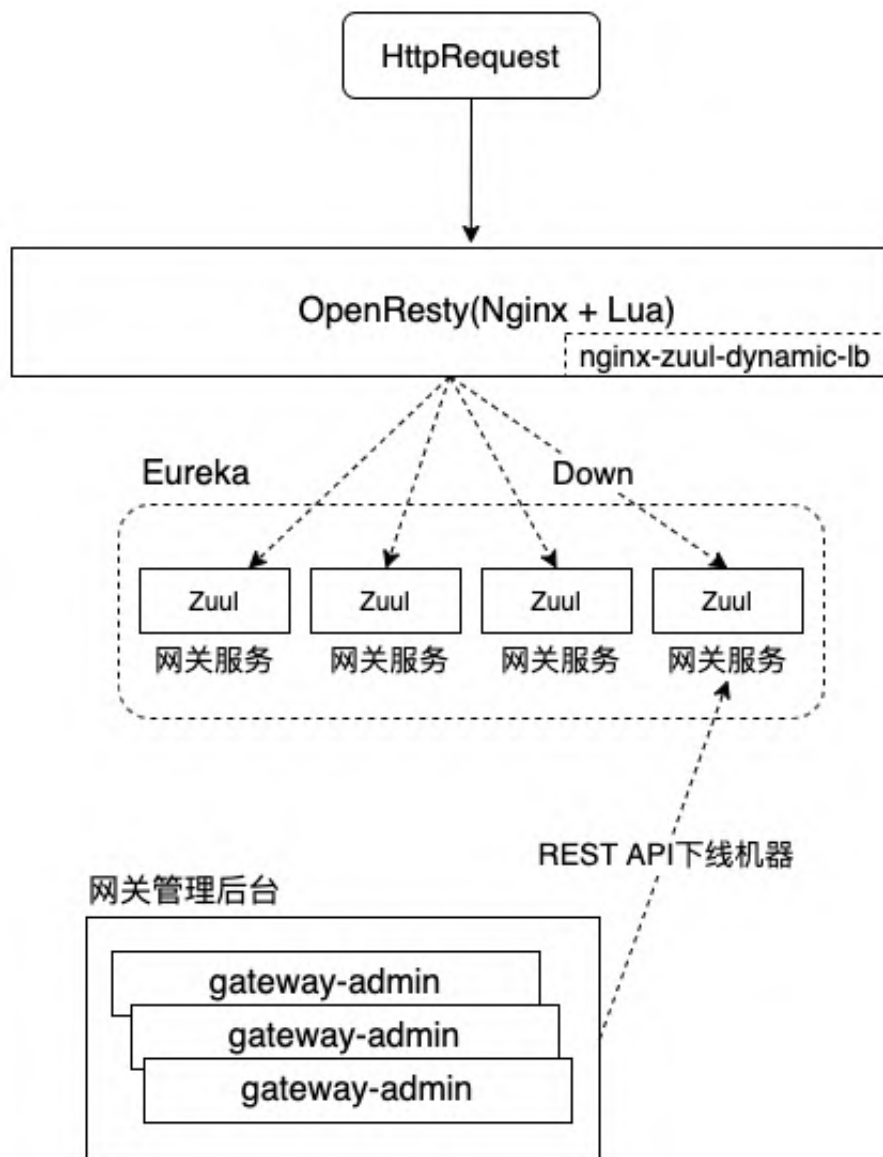 HttpRequest
OpenResty(Nginx + Lua)
nginx-zuul-dynamic-lb
Eureka
Down
Zuul
Zuul
Zuul
Zuul
网关服务
网关服务
网关服务
网关服务
REST API下线机器
网关管理后台
gateway-admin
gateway-admin
gateway-admin